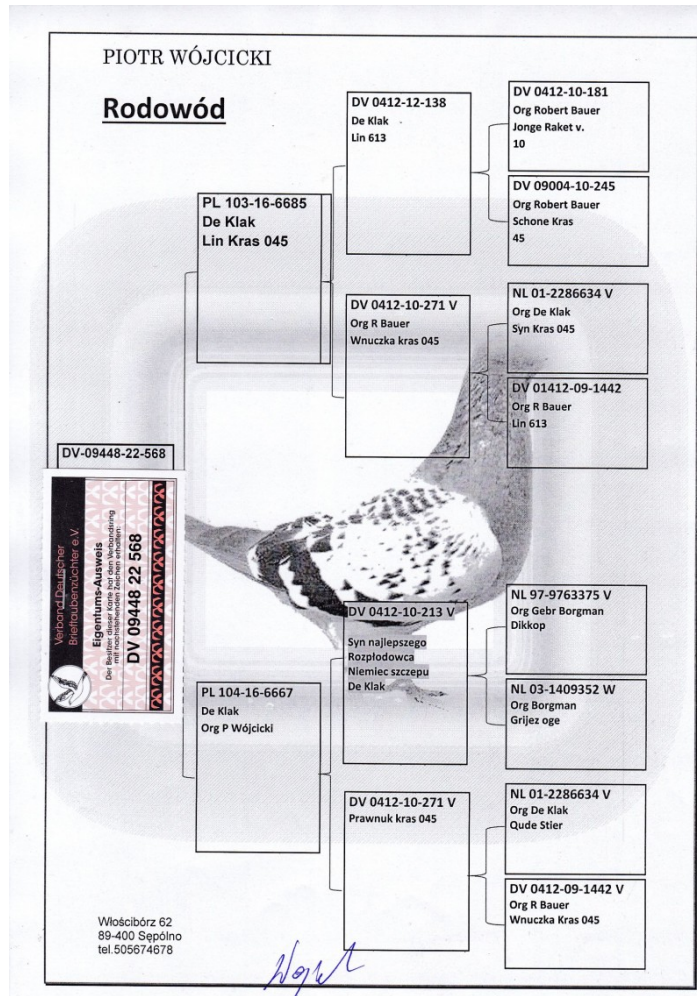 PIOTR WÓJCICKI
Rodowód
DV-09448-22-568
Verband Deutscher
Brieftaubenzüchter e.V.
Eigentums-Ausweis
Der Besitzer dieser Karte hat den Verbandsring
mit nachstehenden Zeichen erhalten:
DV 09448 22 568
PL 103-16-6685
De Klak
Lin Kras 045
PL 104-16-6667
De Klak
Org P Wójcicki
DV 0412-12-138
De Klak
Lin 613
DV 0412-10-271 V
Org R Bauer
Wnuczka kras 045
DV 0412-10-213 V
Syn najlepszego
Rozpłodowca
Niemiec szczepu
De Klak
DV 0412-10-271 V
Prawnuk kras 045
DV 0412-10-181
Org Robert Bauer
Jonge Raket v.
10
DV 09004-10-245
Org Robert Bauer
Schone Kras
45
NL 01-2286634 V
Org De Klak
Syn Kras 045
DV 01412-09-1442
Org R Bauer
Lin 613
NL 97-9763375 V
Org Gebr Borgman
Dikkop
NL 03-1409352 W
Org Borgman
Grijez oge
NL 01-2286634 V
Org De Klak
Qude Stier
DV 0412-09-1442 V
Org R Bauer
Wnuczka Kras 045
Włościbórz 62
89-400 Sępólno
tel.505674678